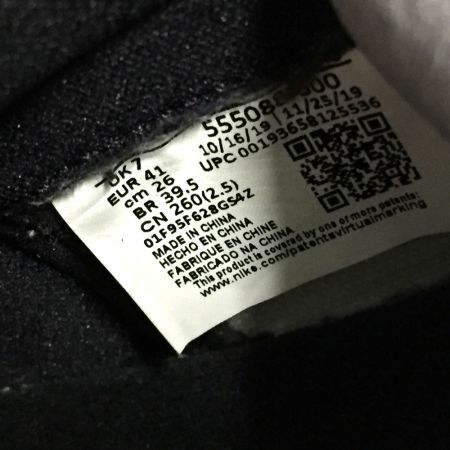 UK 7
EUR 41
cm 26
BR 39.5
CN 260(2.5)
01F95F628GS4Z
MADE IN CHINA
HECHO EN CHINA
FABRIQUE EN CHINE
FABRICADO NA CHINA
This product is covered by one or more patents:
www.nike.com/patentsvirtualmarking
10/16/19 | 11/25/19
UPC 00193658125536